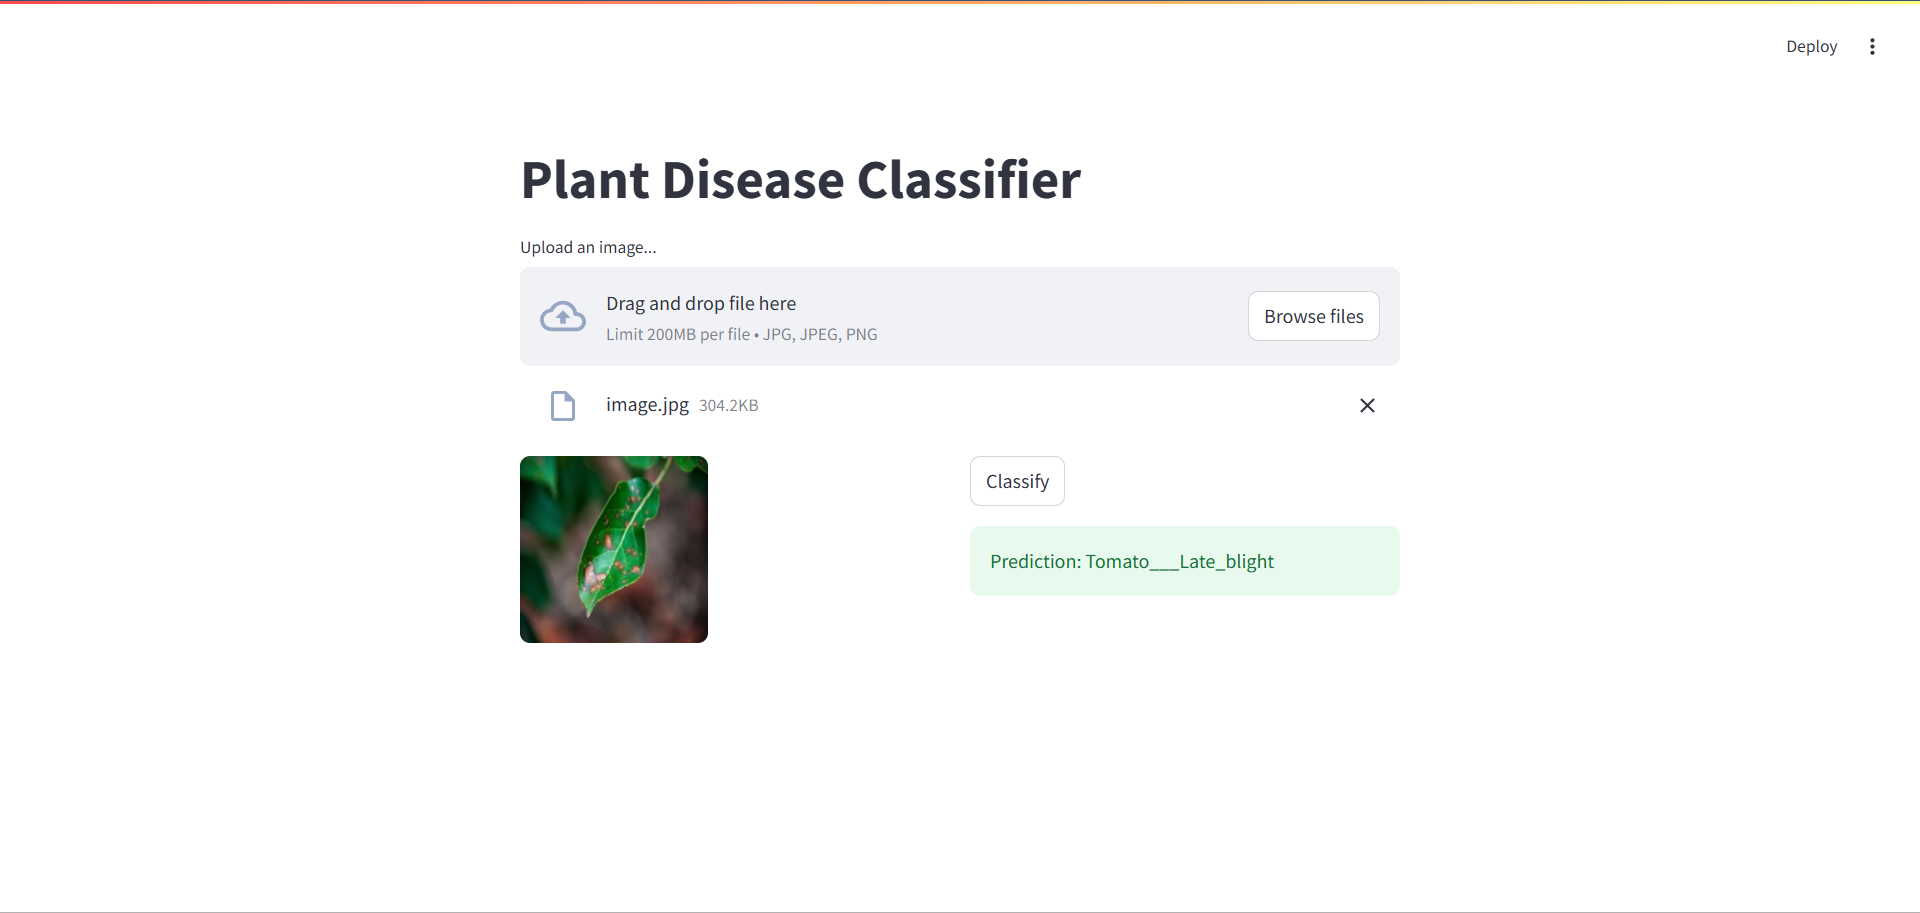 Deploy
Plant Disease Classifier
Upload an image...
Drag and drop file here
Limit 200MB per file • JPG, JPEG, PNG
Browse files
image.jpg 304.2KB
Classify
Prediction: Tomato___Late_blight